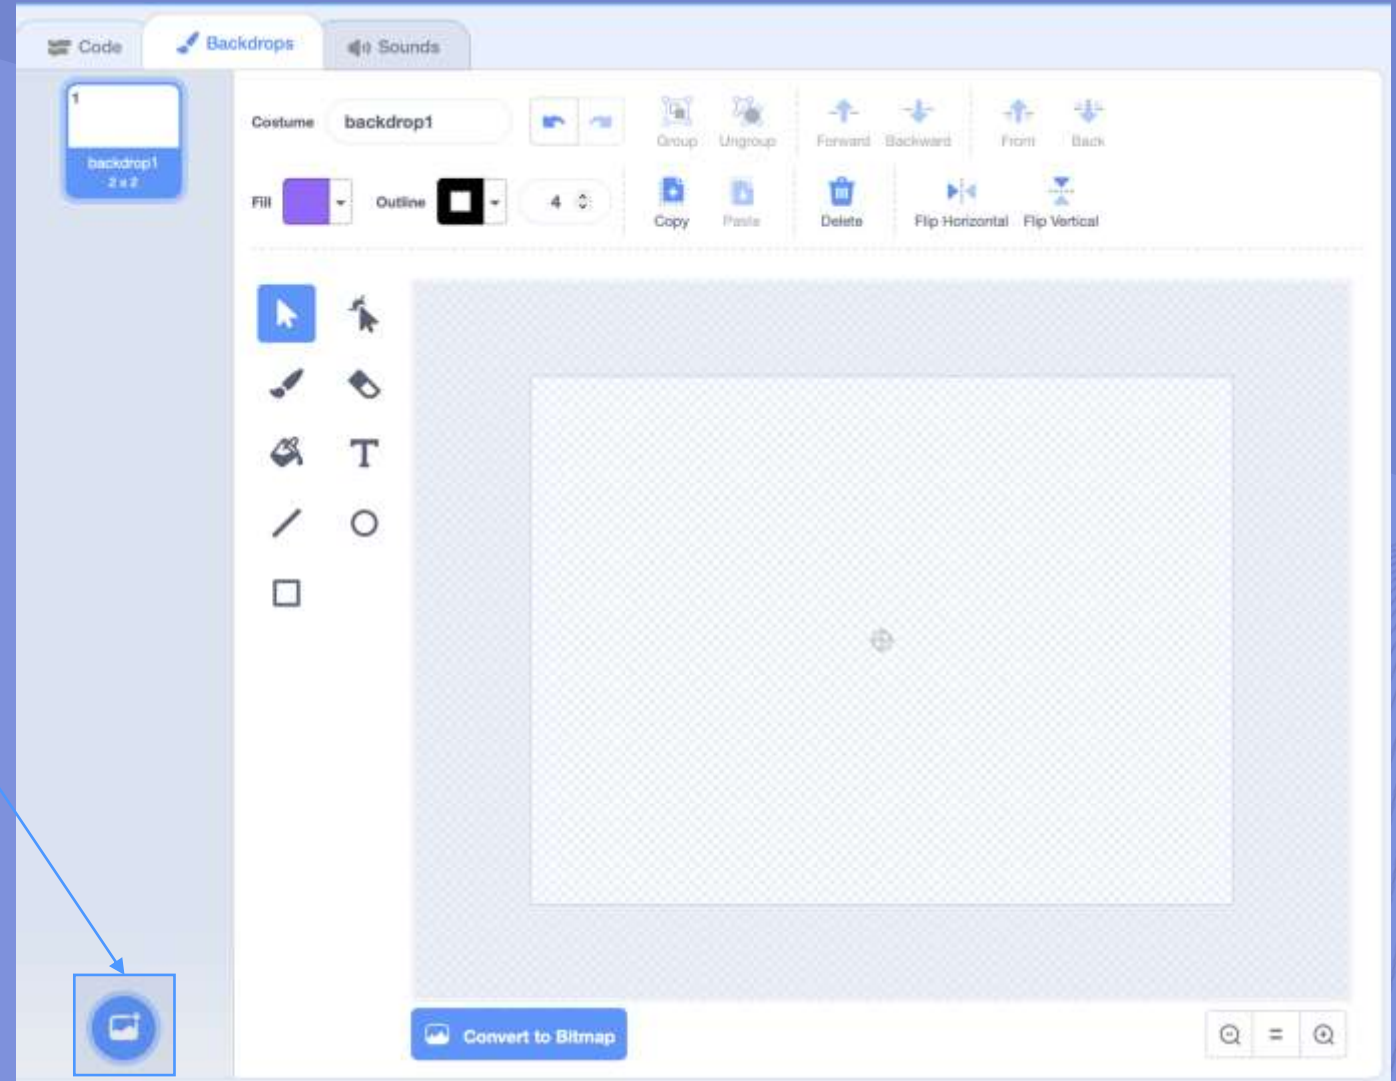 Code
Backdrops
Sounds
1
backdrop1
2 x 2
Costume
backdrop1
Group
Ungroup
Forward
Backward
Front
Back
Fill
Outline
4
Copy
Paste
Delete
Flip Horizontal
Flip Vertical
T
Convert to Bitmap